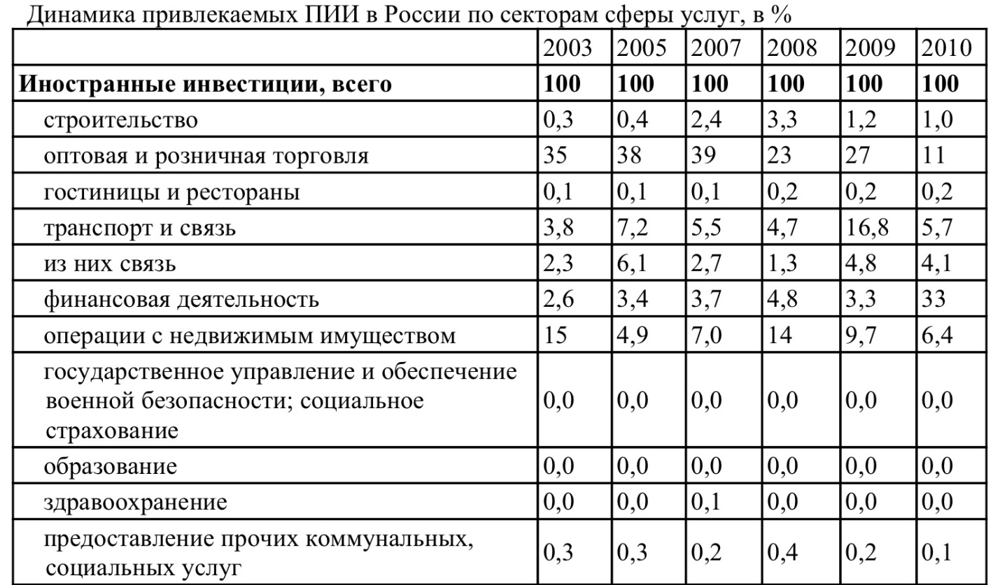 Динамика привлекаемых ПИИ в России по секторам сферы услуг, в %
2003 2005 2007 2008 2009 2010
Иностранные инвестиции, всего 100 100 100 100 100 100
строительство 0,3 0,4 2,4 3,3 1,2 1,0
оптовая и розничная торговля 35 38 39 23 27 11
гостиницы и рестораны 0,1 0,1 0,1 0,2 0,2 0,2
транспорт и связь 3,8 7,2 5,5 4,7 16,8 5,7
из них связь 2,3 6,1 2,7 1,3 4,8 4,1
финансовая деятельность 2,6 3,4 3,7 4,8 3,3 33
операции с недвижимым имуществом 15 4,9 7,0 14 9,7 6,4
государственное управление и обеспечение
военной безопасности; социальное
страхование
0,0 0,0 0,0 0,0 0,0 0,0
образование 0,0 0,0 0,0 0,0 0,0 0,0
здравоохранение 0,0 0,0 0,1 0,0 0,0 0,0
предоставление прочих коммунальных,
социальных услуг
0,3 0,3 0,2 0,4 0,2 0,1